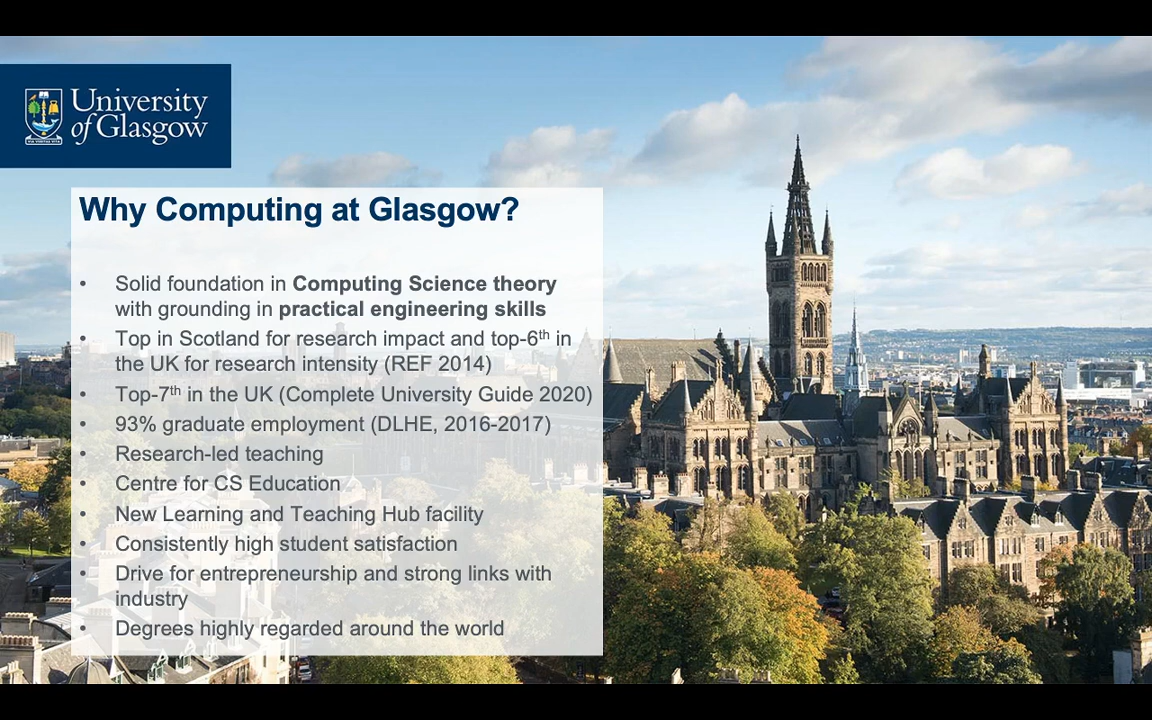 University
of Glasgow
Why Computing at Glasgow?
• Solid foundation in Computing Science theory
with grounding in practical engineering skills
• Top in Scotland for research impact and top-6th in
the UK for research intensity (REF 2014)
• Top-7th in the UK (Complete University Guide 2020)
• 93% graduate employment (DLHE, 2016-2017)
• Research-led teaching
• Centre for CS Education
• New Learning and Teaching Hub facility
• Consistently high student satisfaction
• Drive for entrepreneurship and strong links with
industry
• Degrees highly regarded around the world